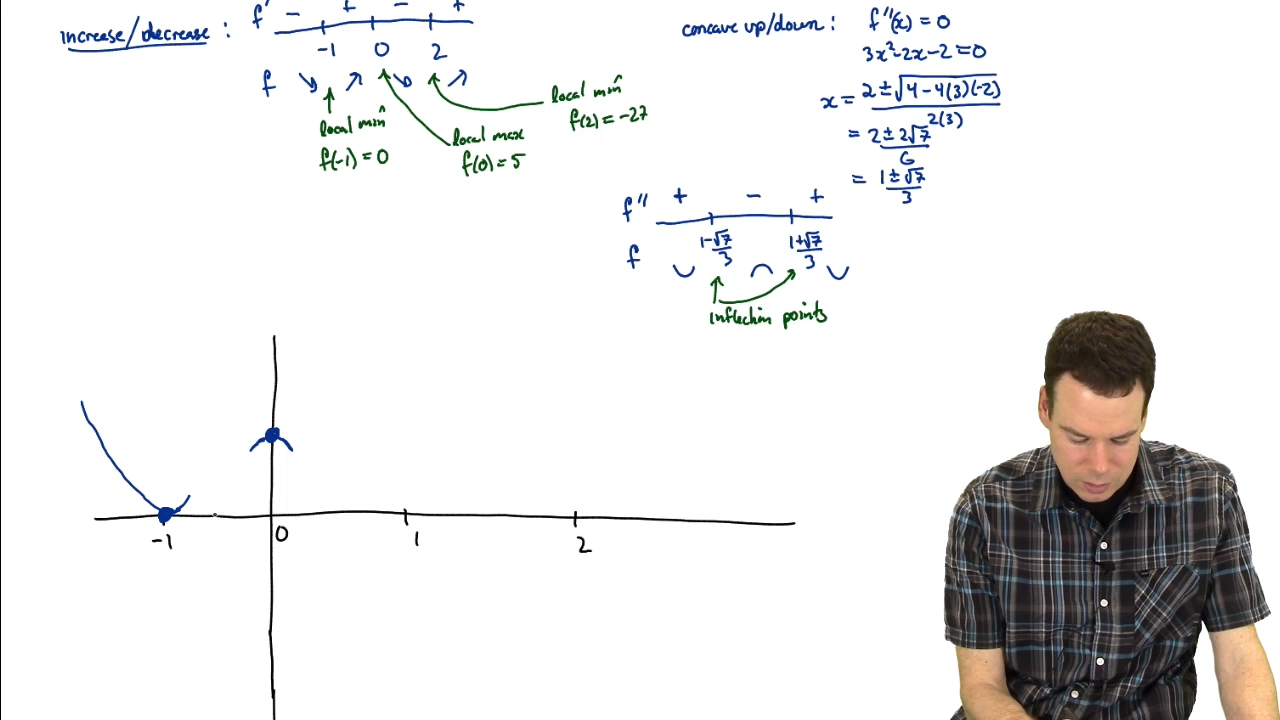 increase/decrease :
f' − + − +
-1 0 2
f ↘ ↗ ↘ ↗
local min
f(-1) = 0
local max
f(0) = 5
local min
f(2) = -27
concave up/down : f''(x) = 0
3x²-2x-2=0
x = 2 ± √4-4(3)(-2)
2(3)
= 2 ± 2√7
6
= 1 ± √7
3
f'' + − +
1-√7
3
1+√7
3
f ∪ ∩ ∪
inflection points
-1 0 1 2